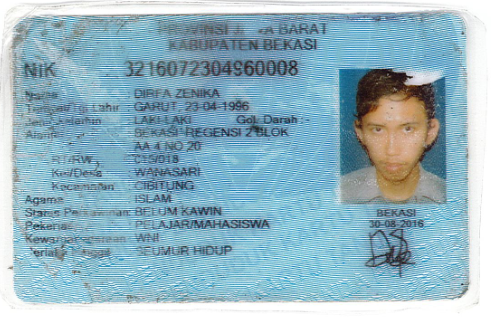 PROVINSI JAWA BARAT
KABUPATEN BEKASI
NIK 3216072304960008
Nama : DIRFA ZENIKA
Tempat/Tgl Lahir : GARUT, 23-04-1996
Jenis Kelamin : LAKI-LAKI Gol. Darah :-
Alamat : BEKASI REGENSI 2 BLOK
AA 4 NO 20
RT/RW : /018
Kel/Desa : WANASARI
Kecamatan : CIBITUNG
Agama : ISLAM
Status Perkawinan: BELUM KAWIN
Pekerjaan : PELAJAR/MAHASISWA
Kewarganegaraan: WNI
Berlaku Hingga : SEUMUR HIDUP
BEKASI
30-08-2016